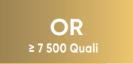 OR
≥ 7 500 Quali